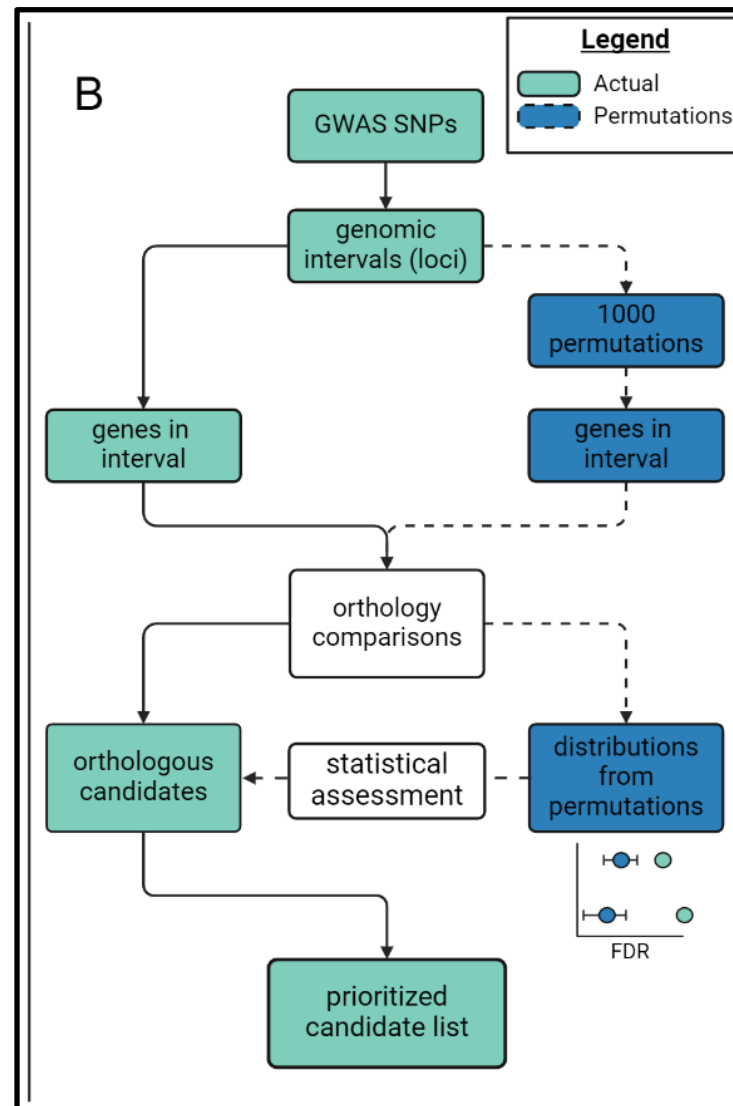 B
Legend
Actual
Permutations
GWAS SNPs
genomic
intervals (loci)
1000
permutations
genes in
interval
genes in
interval
orthology
comparisons
orthologous
candidates
statistical
assessment
distributions
from
permutations
FDR
prioritized
candidate list